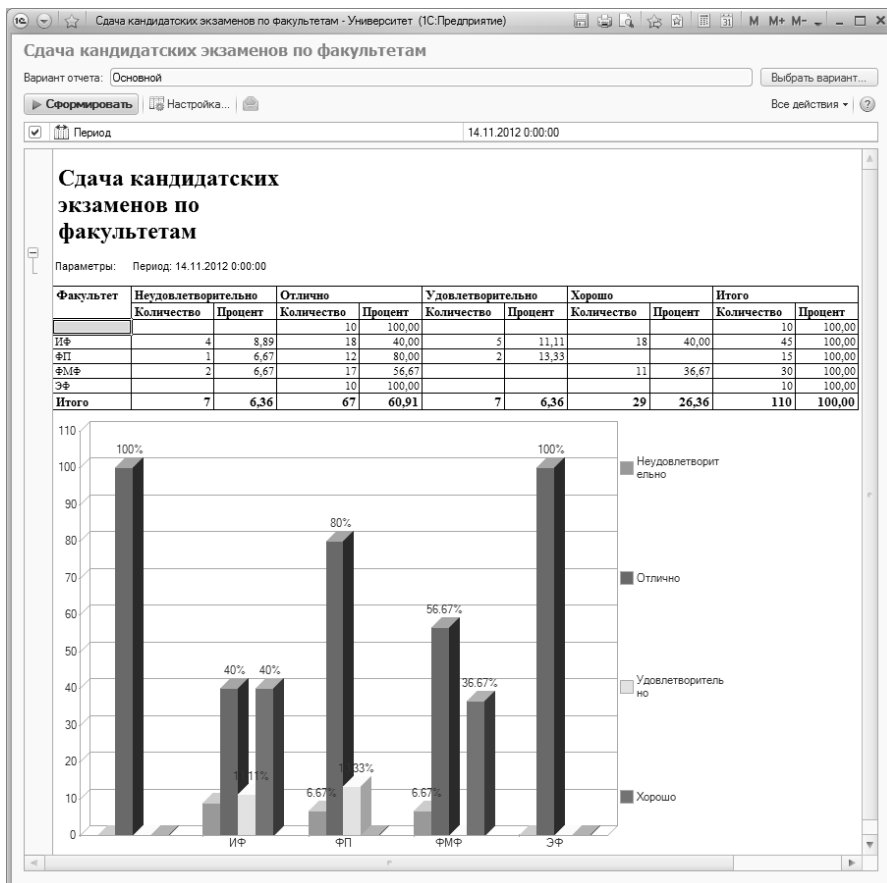 Сдача кандидатских экзаменов по факультетам - Университет (1С:Предприятие)
M M+ M-
Сдача кандидатских экзаменов по факультетам
Вариант отчета: Основной Выбрать вариант...
Сформировать Настройка... Все действия
Период 14.11.2012 0:00:00
Сдача кандидатских
экзаменов по
факультетам
Параметры: Период: 14.11.2012 0:00:00
Факультет Неудовлетворительно Отлично Удовлетворительно Хорошо Итого
Количество Процент Количество Процент Количество Процент Количество Процент Количество Процент
10 100,00 10 100,00
ИФ 4 8,89 18 40,00 5 11,11 18 40,00 45 100,00
ФП 1 6,67 12 80,00 2 13,33 15 100,00
ФМФ 2 6,67 17 56,67 11 36,67 30 100,00
ЭФ 10 100,00 10 100,00
Итого 7 6,36 67 60,91 7 6,36 29 26,36 110 100,00
110
100
90
80
70
60
50
40
30
20
10
0
100% 100%
80%
56.67%
40% 40% 36.67%
6.67% 6.67%
ИФ ФП ФМФ ЭФ
Неудовлетворит
ельно
Отлично
Удовлетворитель
но
Хорошо